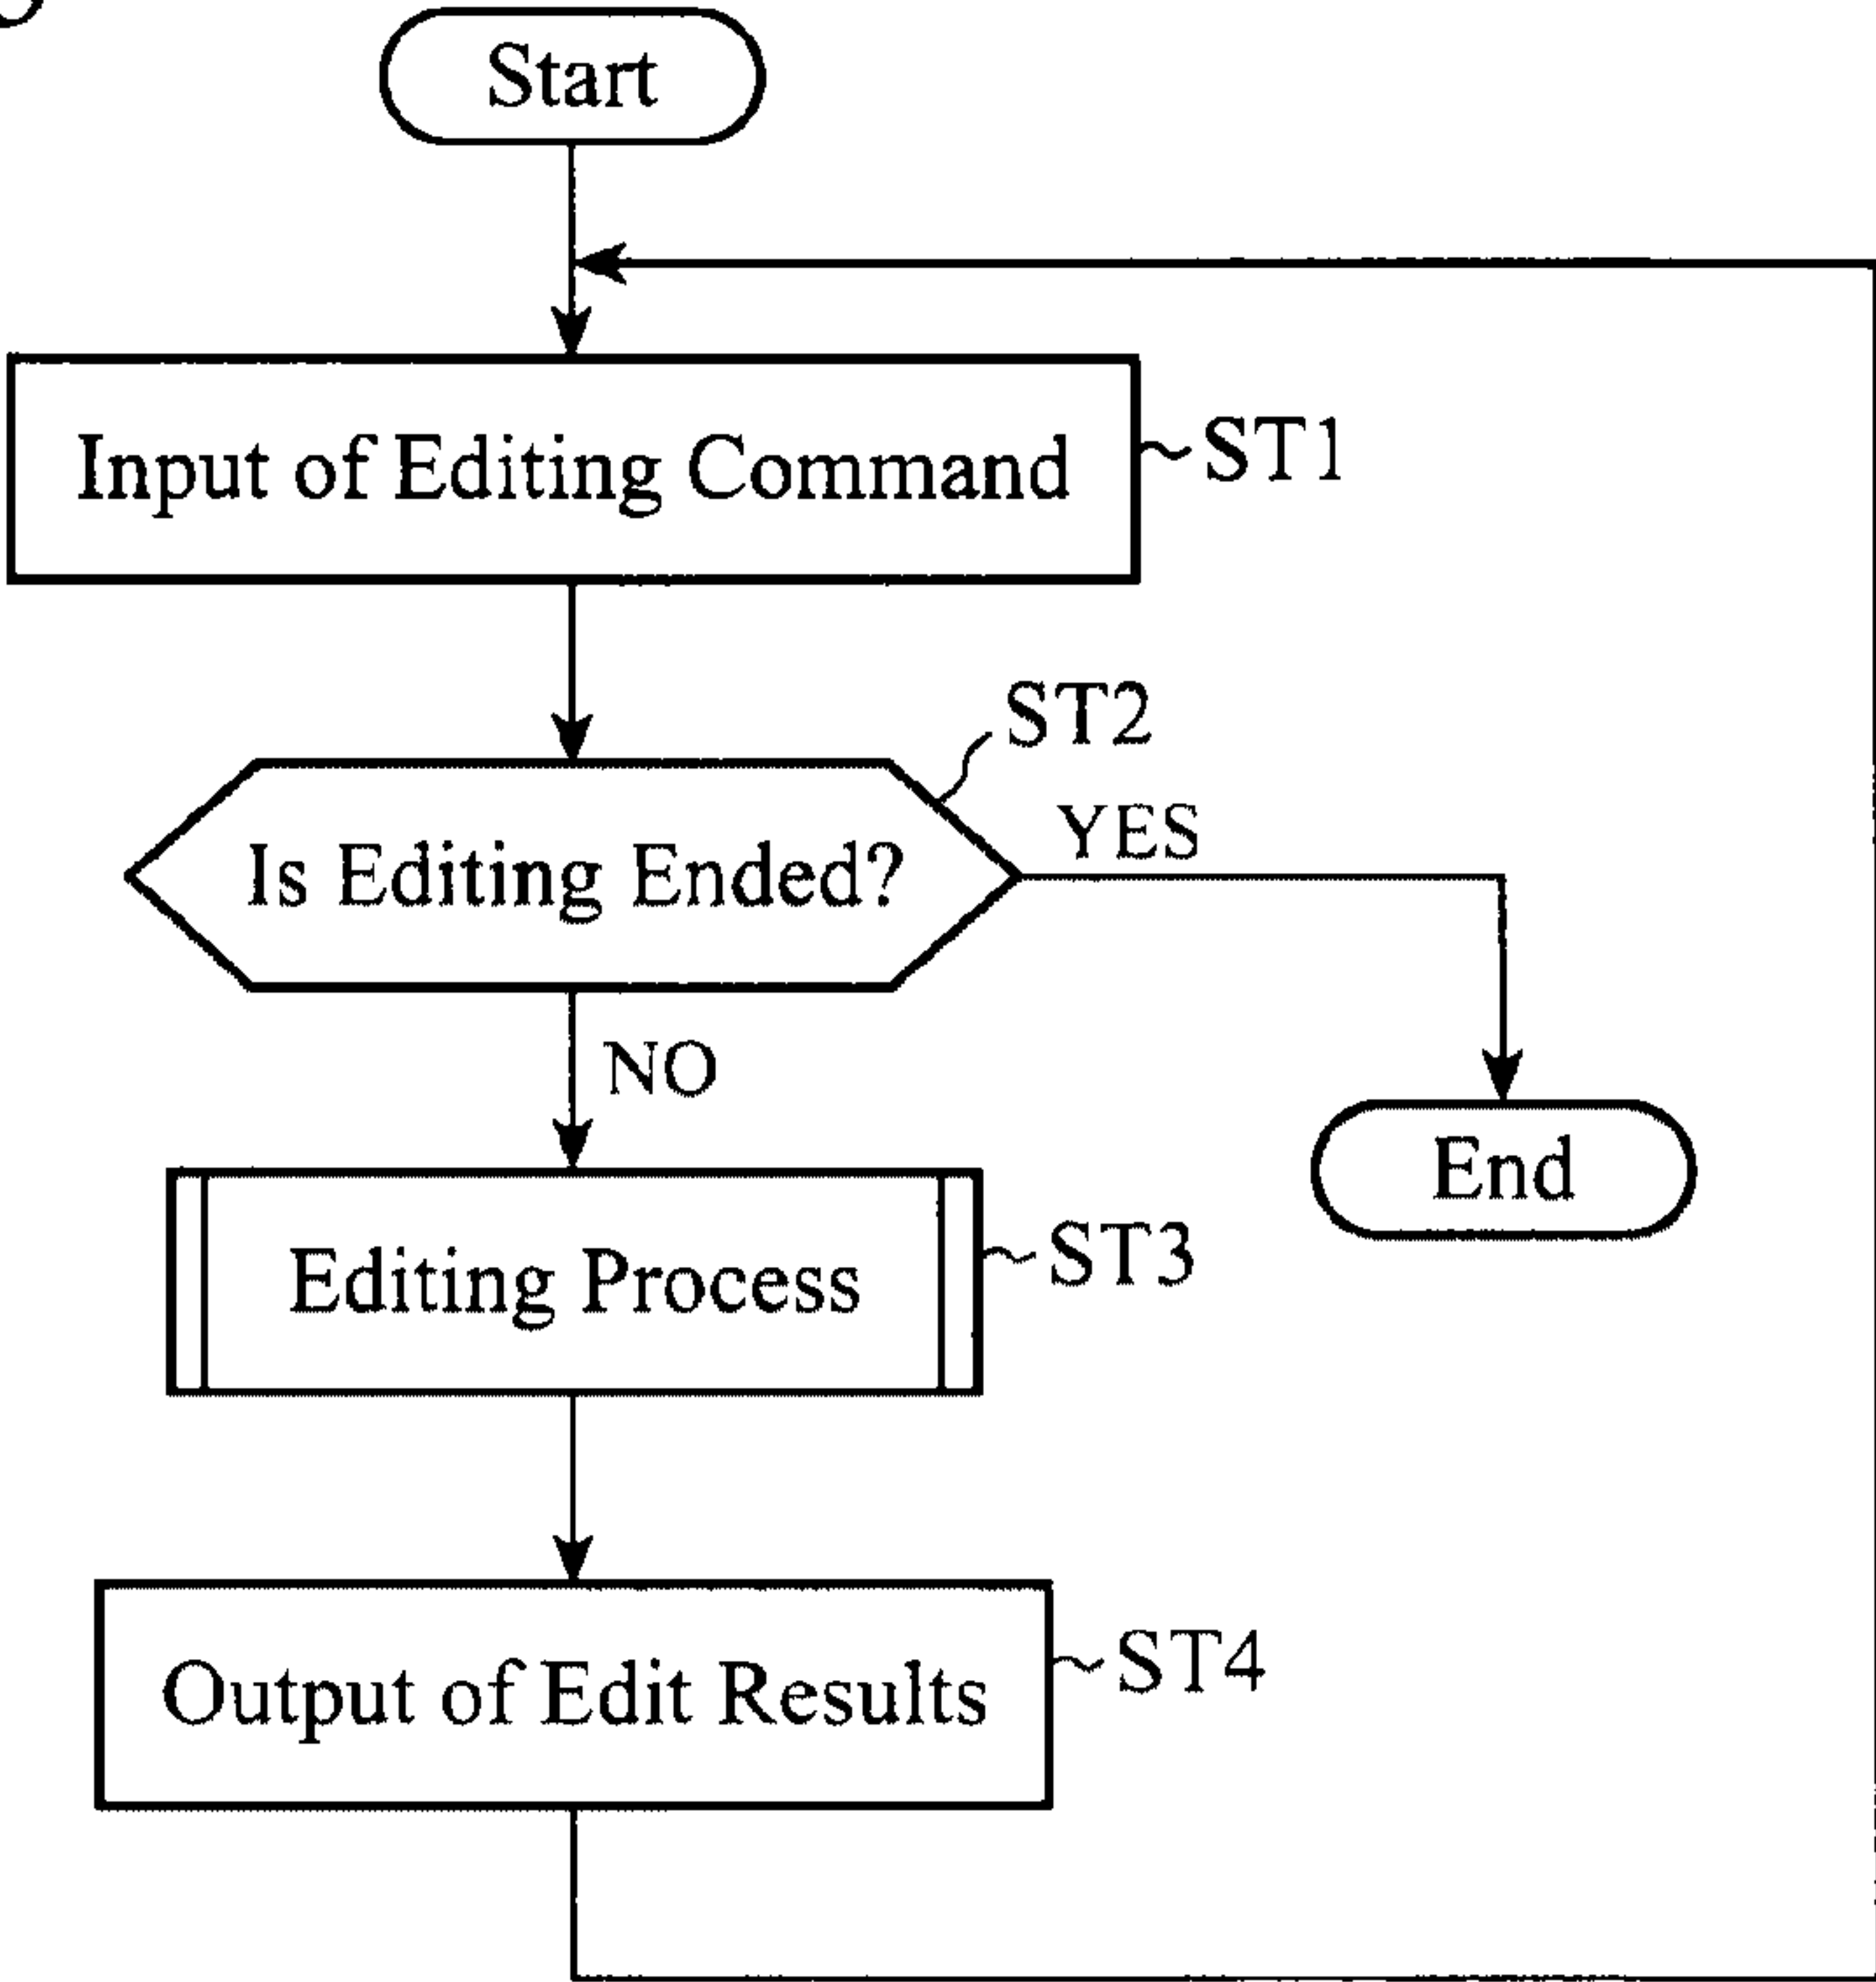 Start
Input of Editing Command
ST1
ST2
Is Editing Ended?
YES
NO
End
Editing Process
ST3
Output of Edit Results
ST4